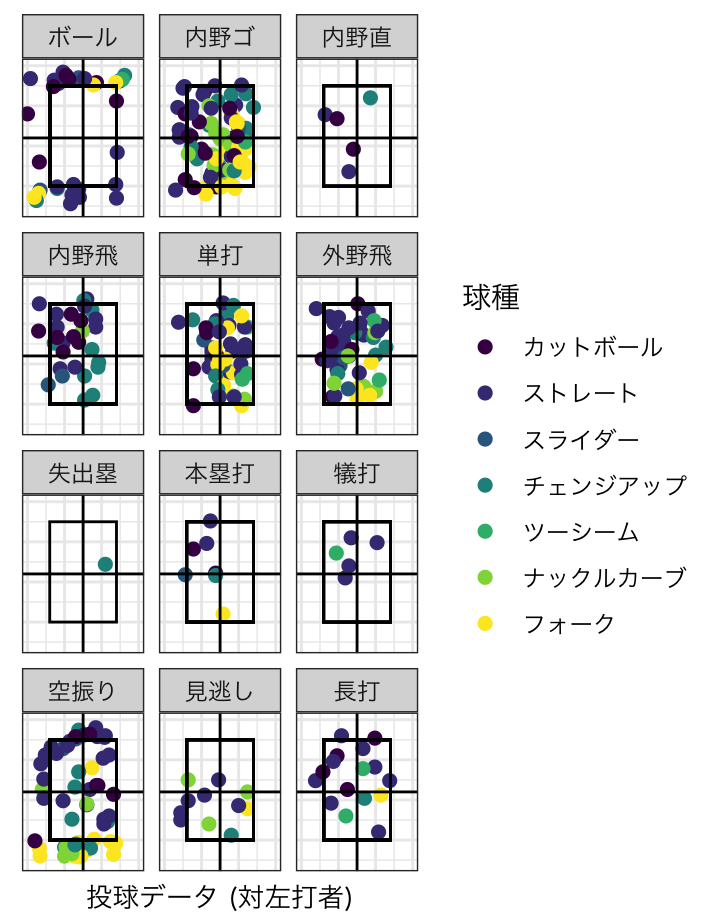 ボール 内野ゴ 内野直
内野飛 単打 外野飛
失出塁 本塁打 犠打
空振り 見逃し 長打
球種
カットボール
ストレート
スライダー
チェンジアップ
ツーシーム
ナックルカーブ
フォーク
投球データ (対左打者)